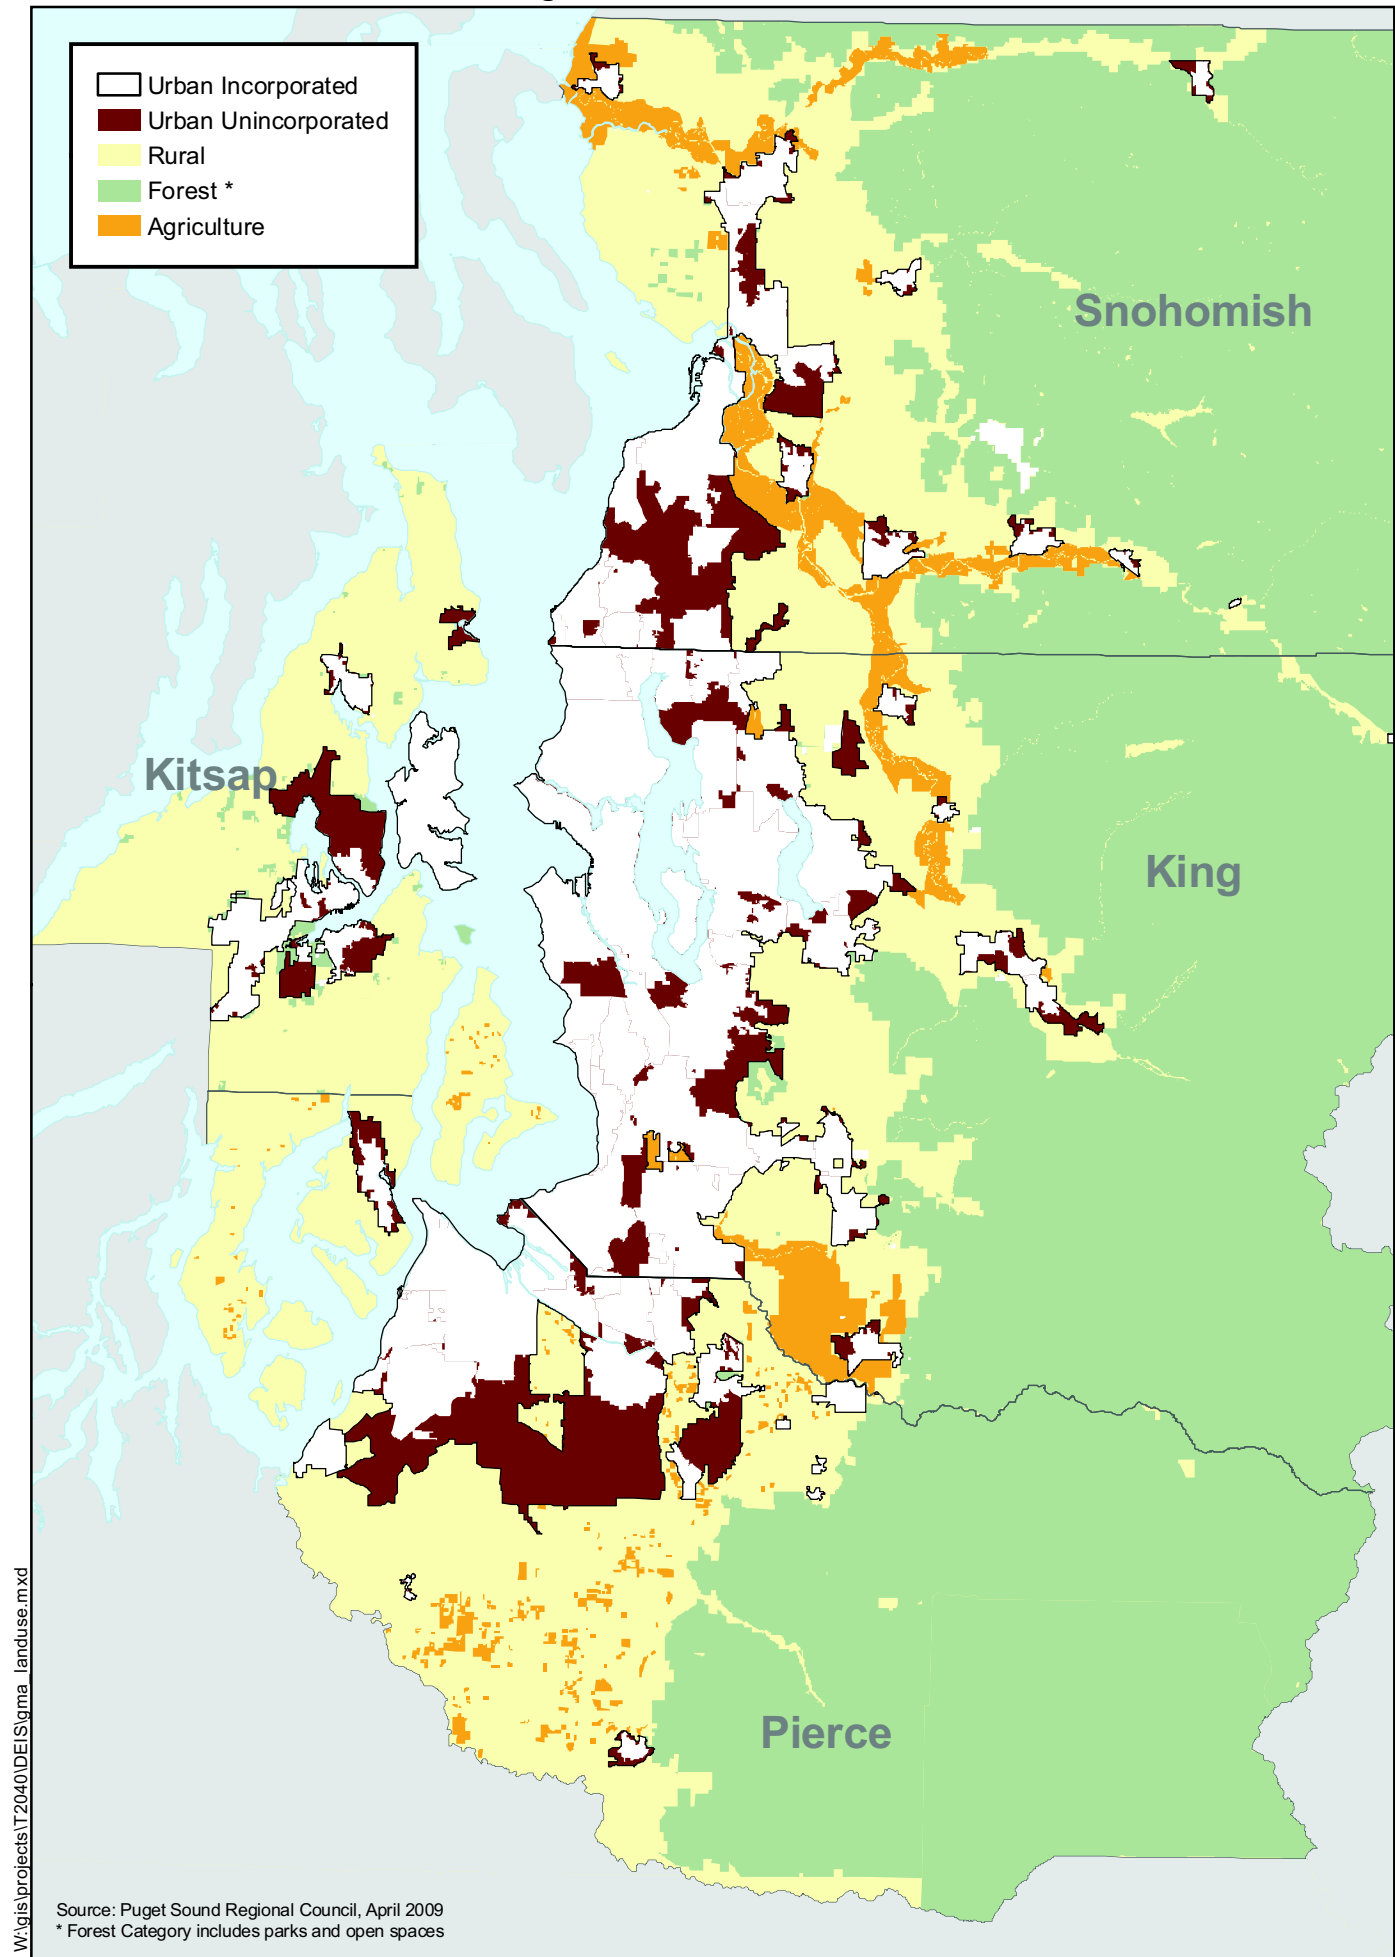 Urban Incorporated
Urban Unincorporated
Rural
Forest *
Agriculture
Snohomish
Kitsap
King
Pierce
W:\gis\projects\T2040\DEIS\gma_landuse.mxd
Source: Puget Sound Regional Council, April 2009
* Forest Category includes parks and open spaces